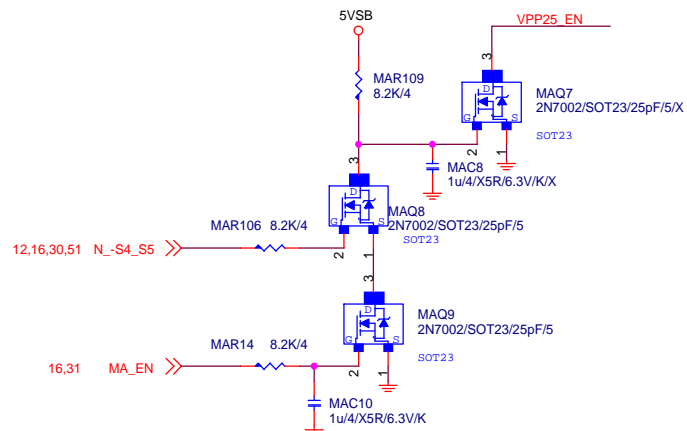 5VSB
VPP25_EN
3
MAR109
8.2K/4
D
G
S
MAQ7
2N7002/SOT23/25pF/5/X
SOT23
2
1
3
MAC8
1u/4/X5R/6.3V/K/X
D
G
S
MAQ8
2N7002/SOT23/25pF/5
SOT23
MAR106 8.2K/4
12,16,30,51 N_-S4_S5
2
1
3
D
G
S
MAQ9
2N7002/SOT23/25pF/5
SOT23
MAR14 8.2K/4
16,31 MA_EN
2
1
MAC10
1u/4/X5R/6.3V/K